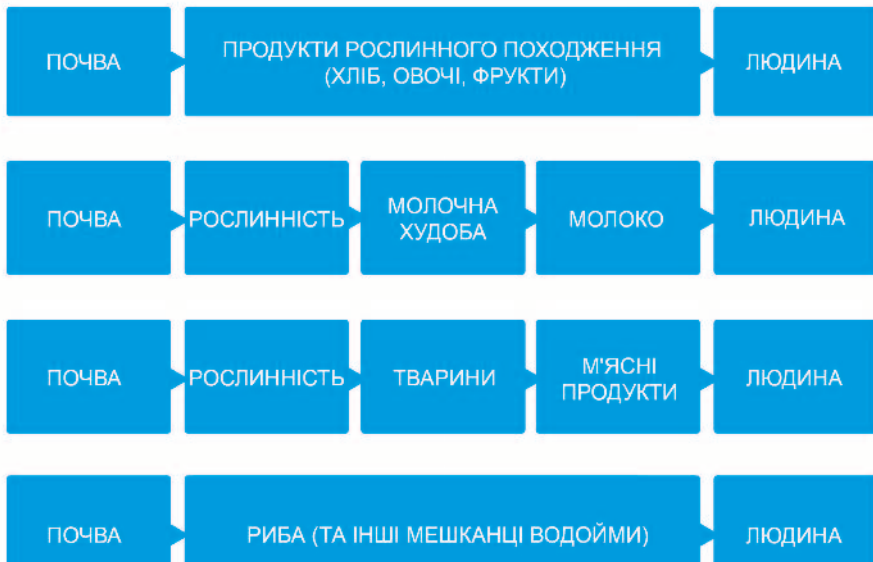 ПОЧВА
ПРОДУКТИ РОСЛИННОГО ПОХОДЖЕННЯ
(ХЛІБ, ОВОЧІ, ФРУКТИ)
ЛЮДИНА
ПОЧВА
РОСЛИННІСТЬ
МОЛОЧНА
ХУДОБА
МОЛОКО
ЛЮДИНА
ПОЧВА
РОСЛИННІСТЬ
ТВАРИНИ
М'ЯСНІ
ПРОДУКТИ
ЛЮДИНА
ПОЧВА
РИБА (ТА ІНШІ МЕШКАНЦІ ВОДОЙМИ)
ЛЮДИНА